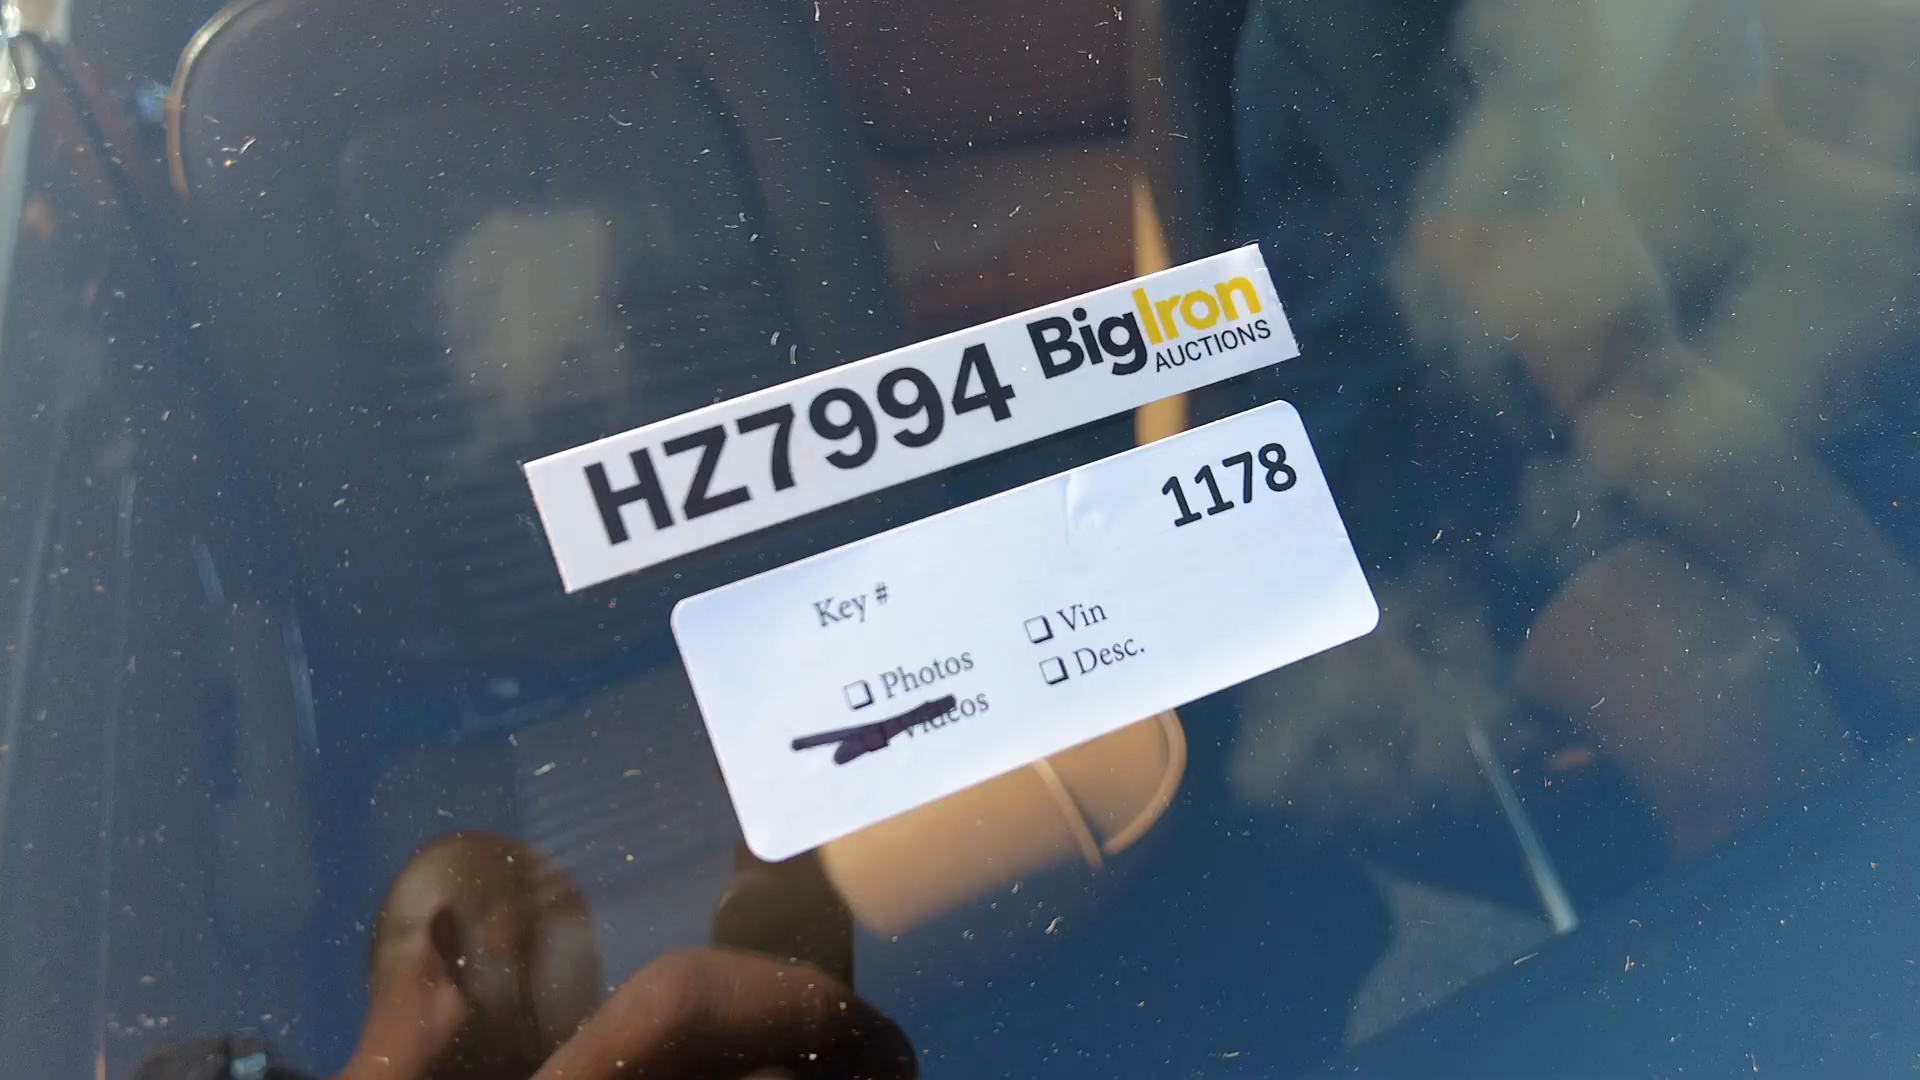 HZ7994 BigIron
AUCTIONS
1178
Key #
❏ Photos
❏ Vin
Videos
❏ Desc.